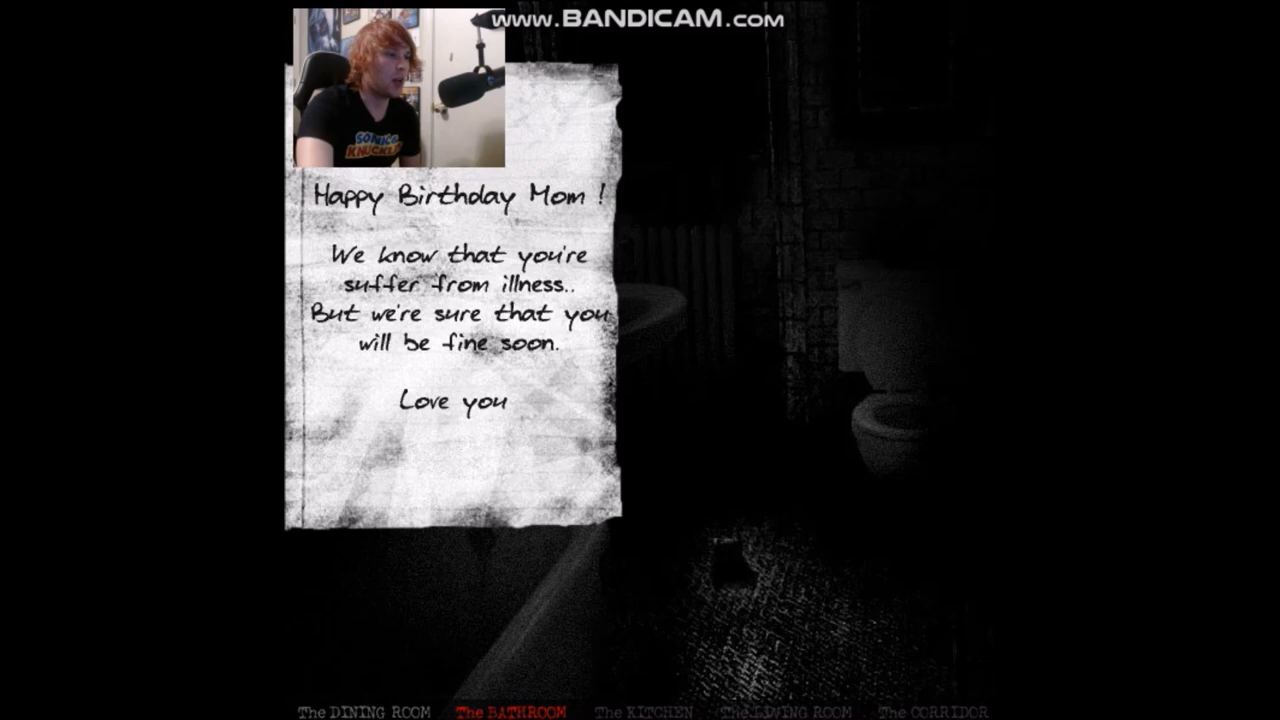 www.BANDICAM.com
SONIC &
KNUCKLES
Happy Birthday Mom !
We know that you're
suffer from illness..
But we're sure that you
will be fine soon.
Love you
The DINING ROOM The BATHROOM The KITCHEN The LIVING ROOM The CORRIDOR